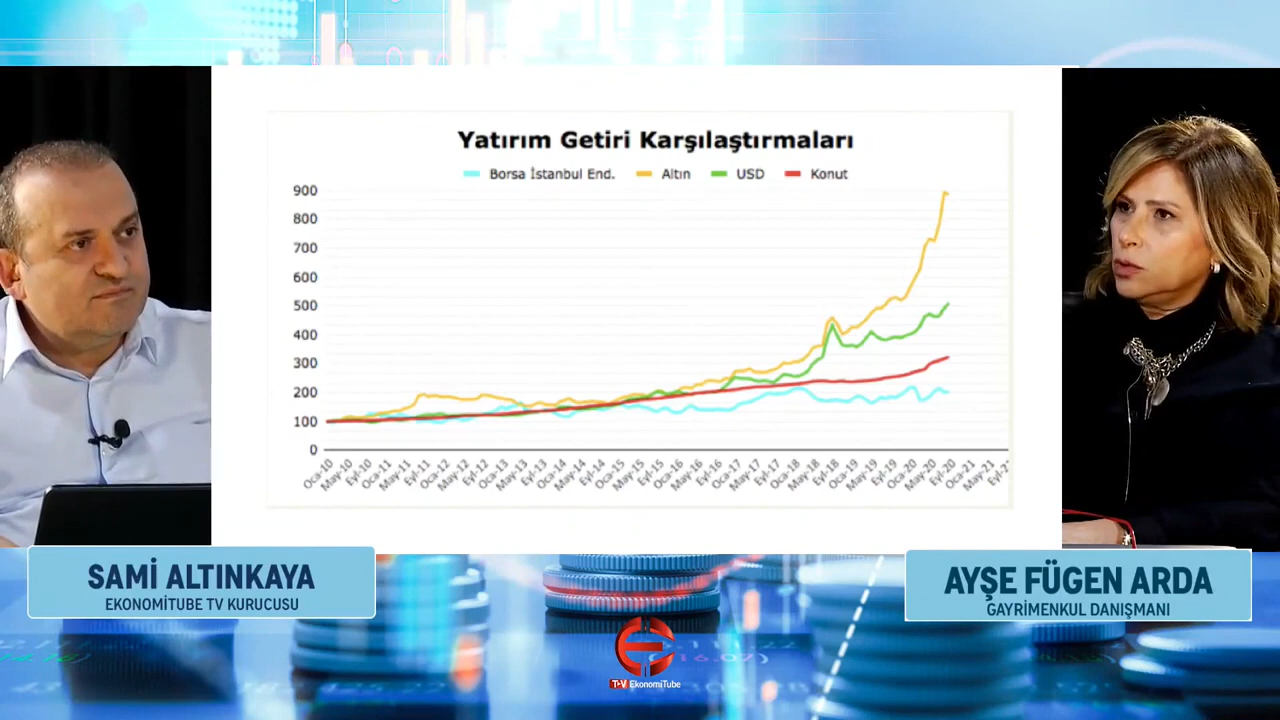 Yatırım Getiri Karşılaştırmaları
Borsa İstanbul End. Altın USD Konut
900
800
700
600
500
400
300
200
100
0
Oca-10 May-10 Eyl-10 Oca-11 May-11 Eyl-11 Oca-12 May-12 Eyl-12 Oca-13 May-13 Eyl-13 Oca-14 May-14 Eyl-14 Oca-15 May-15 Eyl-15 Oca-16 May-16 Eyl-16 Oca-17 May-17 Eyl-17 Oca-18 May-18 Eyl-18 Oca-19 May-19 Eyl-19 Oca-20 May-20 Eyl-20 Oca-21 May-21
SAMİ ALTINKAYA
EKONOMİTUBE TV KURUCUSU
AYŞE FÜGEN ARDA
GAYRİMENKUL DANIŞMANI
TV EkonomiTube